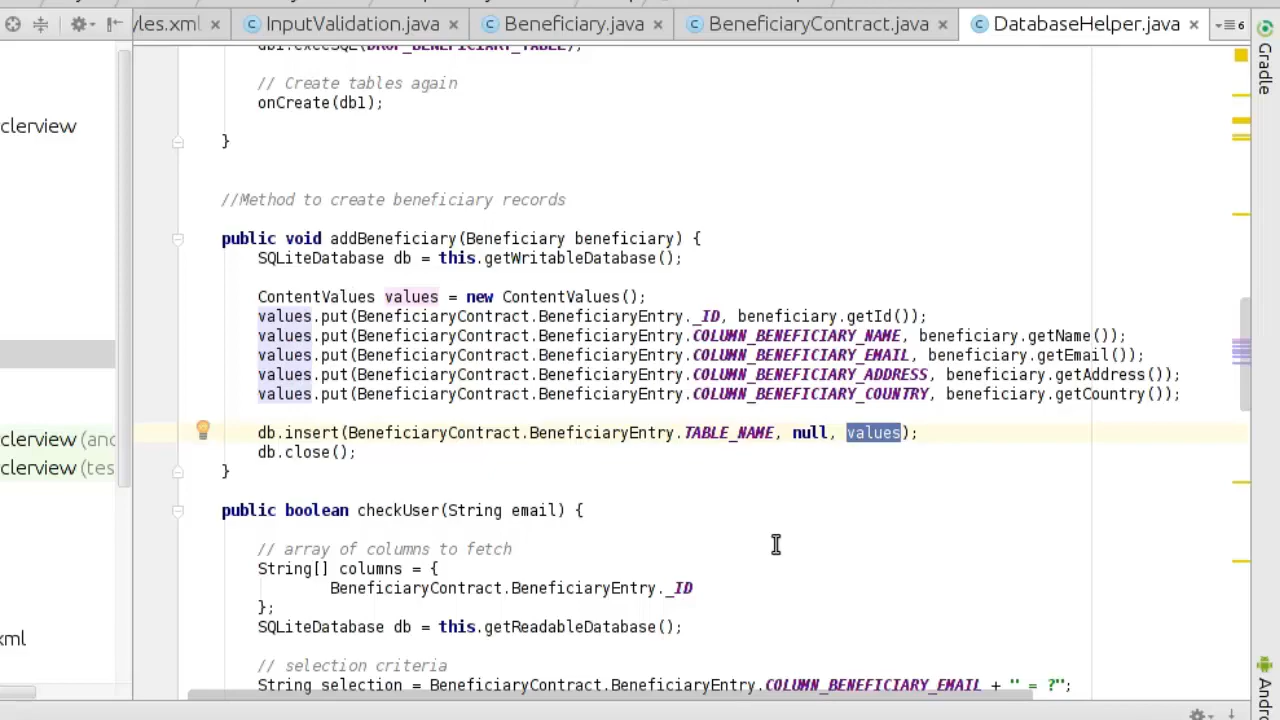 yles.xml InputValidation.java Beneficiary.java BeneficiaryContract.java DatabaseHelper.java 6
Gradle
db1.execSQL(DROP_BENEFICIARY_TABLE);
// Create tables again
onCreate(db1);
}
clerview
//Method to create beneficiary records
public void addBeneficiary(Beneficiary beneficiary) {
SQLiteDatabase db = this.getWritableDatabase();
ContentValues values = new ContentValues();
values.put(BeneficiaryContract.BeneficiaryEntry._ID, beneficiary.getId());
values.put(BeneficiaryContract.BeneficiaryEntry.COLUMN_BENEFICIARY_NAME, beneficiary.getName());
values.put(BeneficiaryContract.BeneficiaryEntry.COLUMN_BENEFICIARY_EMAIL, beneficiary.getEmail());
values.put(BeneficiaryContract.BeneficiaryEntry.COLUMN_BENEFICIARY_ADDRESS, beneficiary.getAddress());
values.put(BeneficiaryContract.BeneficiaryEntry.COLUMN_BENEFICIARY_COUNTRY, beneficiary.getCountry());
db.insert(BeneficiaryContract.BeneficiaryEntry.TABLE_NAME, null, values);
db.close();
}
clerview (and
clerview (tes
public boolean checkUser(String email) {
// array of columns to fetch
String[] columns = {
BeneficiaryContract.BeneficiaryEntry._ID
};
SQLiteDatabase db = this.getReadableDatabase();
// selection criteria
String selection = BeneficiaryContract.BeneficiaryEntry.COLUMN_BENEFICIARY_EMAIL + " = ?";
xml
Andr